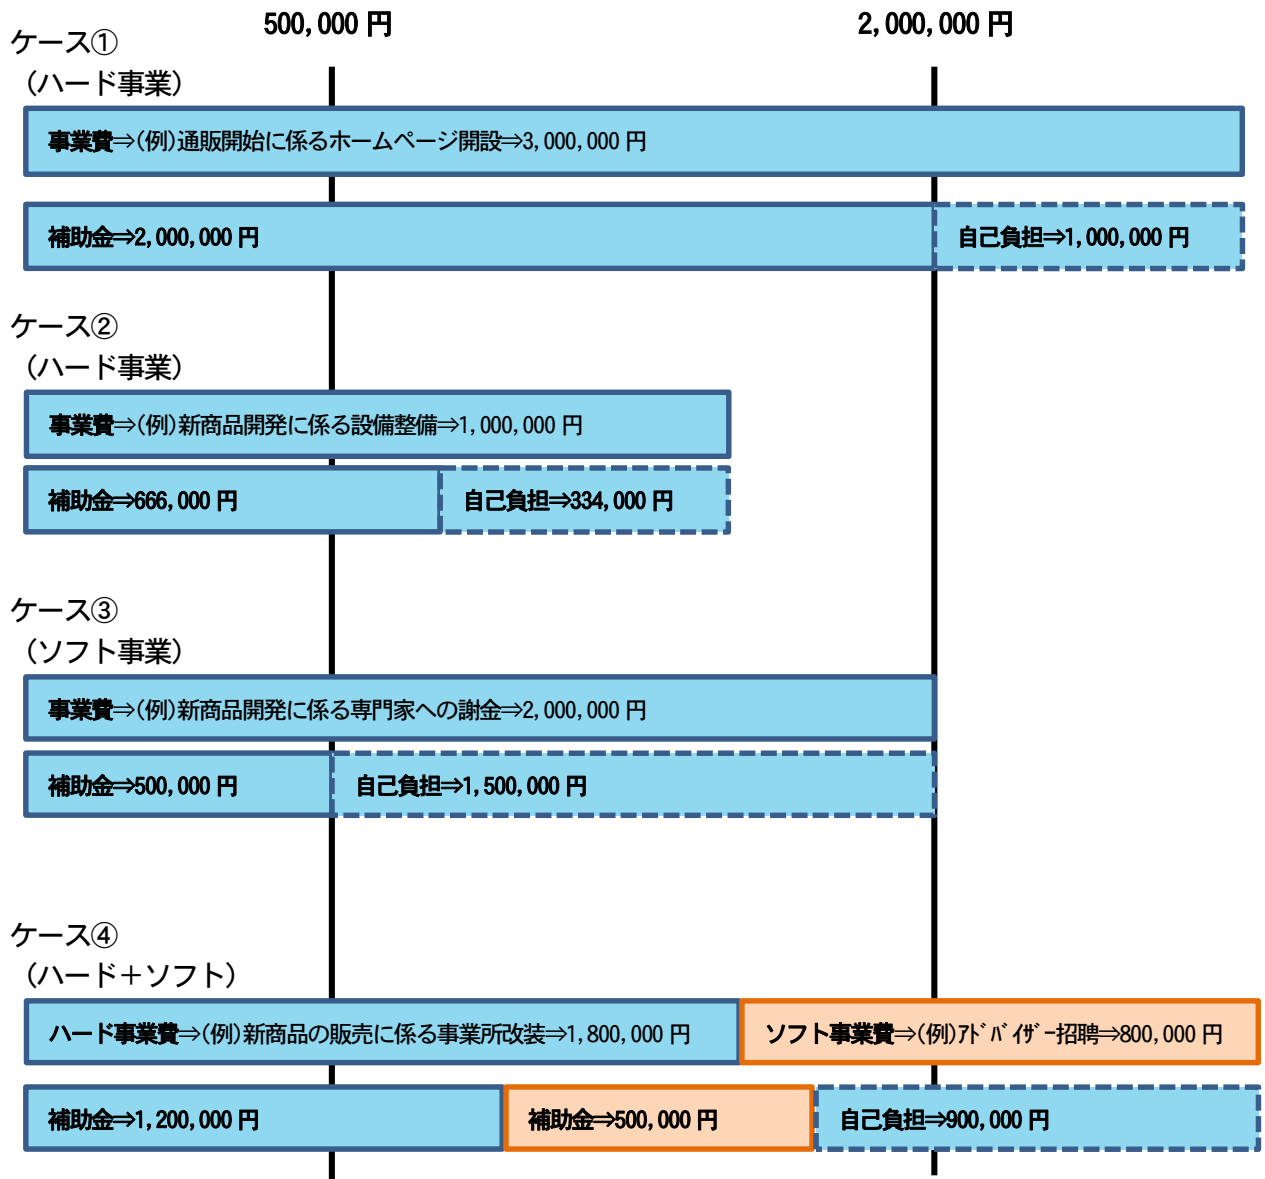 500,000 円
2,000,000 円
ケース①
（ハード事業）
事業費⇒(例)通販開始に係るホームページ開設⇒3,000,000 円
補助金⇒2,000,000 円
自己負担⇒1,000,000 円
ケース②
（ハード事業）
事業費⇒(例)新商品開発に係る設備整備⇒1,000,000 円
補助金⇒666,000 円
自己負担⇒334,000 円
ケース③
（ソフト事業）
事業費⇒(例)新商品開発に係る専門家への謝金⇒2,000,000 円
補助金⇒500,000 円
自己負担⇒1,500,000 円
ケース④
（ハード＋ソフト）
ハード事業費⇒(例)新商品の販売に係る事業所改装⇒1,800,000 円
ソフト事業費⇒(例)ｱﾄﾞﾊﾞｲｻﾞｰ招聘⇒800,000 円
補助金⇒1,200,000 円
補助金⇒500,000 円
自己負担⇒900,000 円